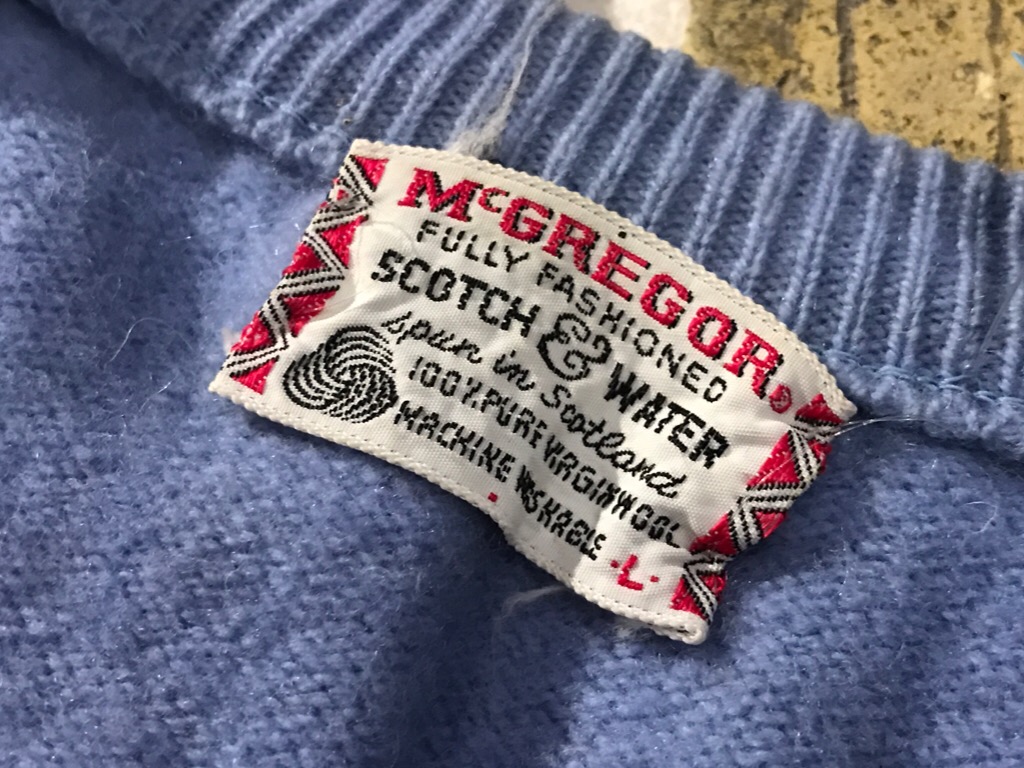 McGREGOR®
FULLY FASHIONED
SCOTCH & WATER
spun in Scotland
100% PURE VIRGIN WOOL
MACHINE WASHABLE
·L·